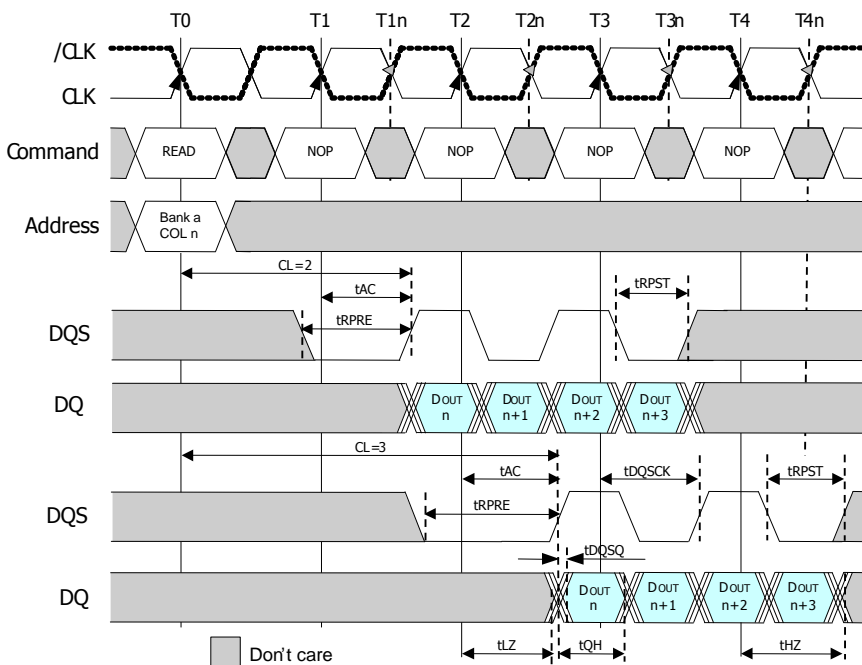 T0 T1 T1n T2 T2n T3 T3n T4 T4n
/CLK
CLK
Command READ NOP NOP NOP NOP
Address Bank a
COL n
CL=2
tAC
tRPST
tRPRE
DQS
DQ DOUT n DOUT n+1 DOUT n+2 DOUT n+3
CL=3
tAC tDQSCK tRPST
tRPRE
DQS
tDQSQ
DQ DOUT n DOUT n+1 DOUT n+2 DOUT n+3
tLZ tQH tHZ
Don't care